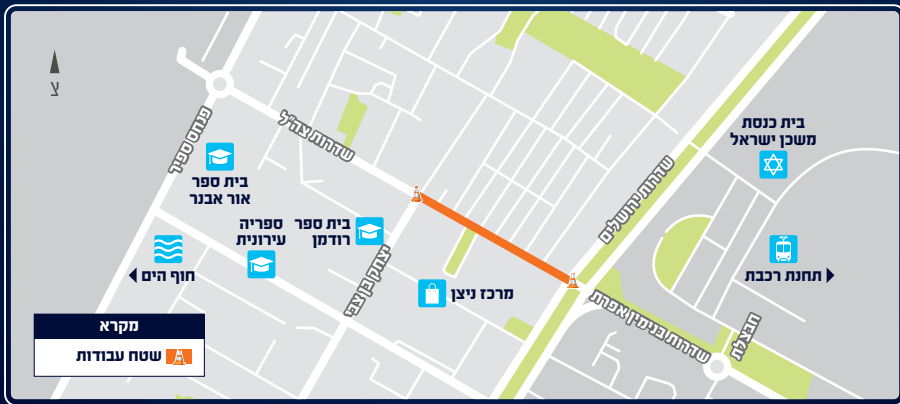 צ
פנחס ספיר
שדרות צה"ל
בית ספר
אור אבנר
ספריה
עירונית
בית ספר
רודמן
יצחק בן צבי
חוף הים
מרכז ניצן
שדרות ירושלים
בית כנסת
משכן ישראל
תחנת רכבת
שדרות בנימין אפרת
חבצלת
מקרא
שטח עבודות